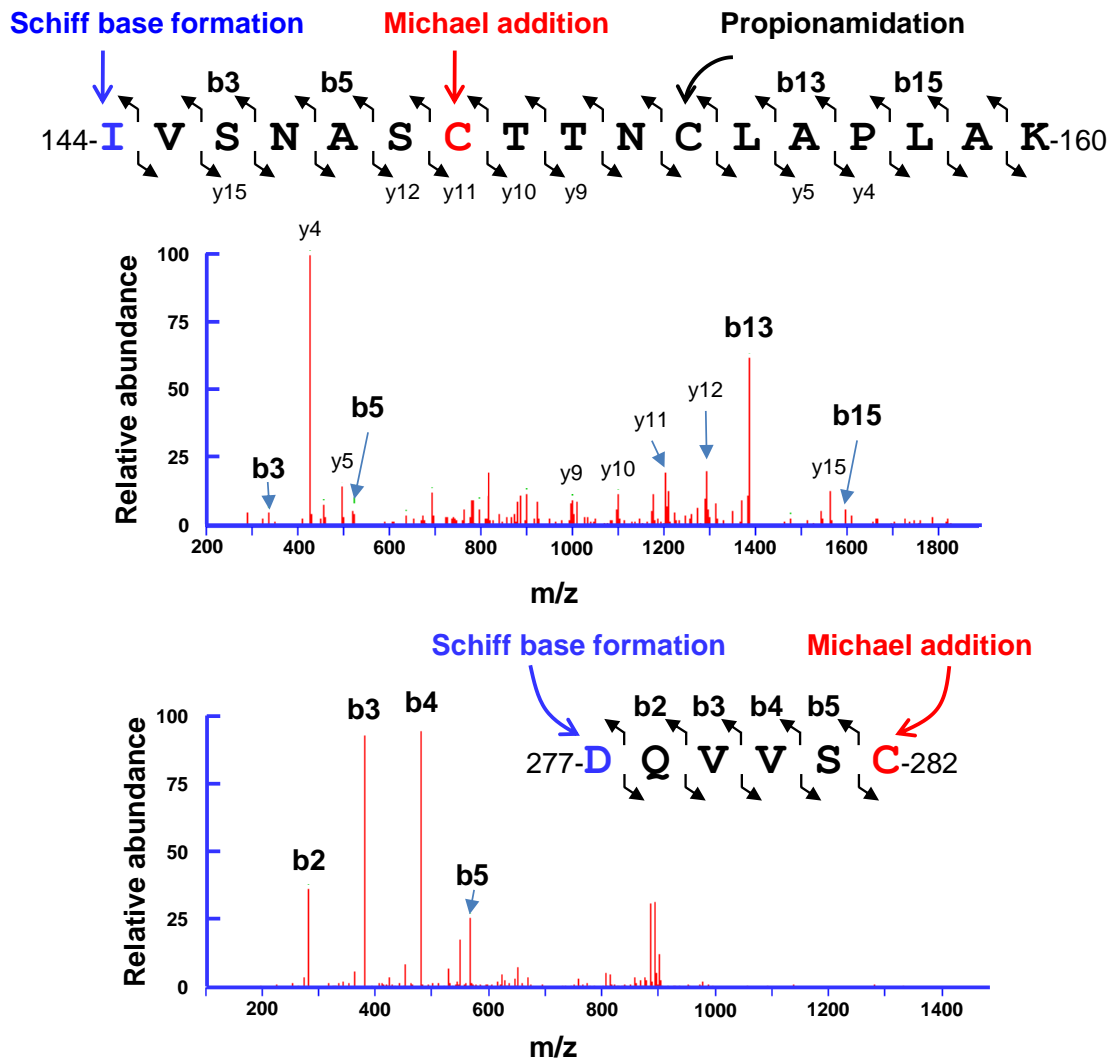 Schiff base formation Michael addition Propionamidation
b3 b5 b13 b15
144-I V S N A S C T T N C L A P L A K-160
y15 y12 y11 y10 y9 y5 y4
y4
100
75
50
25
0
Relative abundance
b3
y5
b5
y9
y10
y11
y12
b13
y15
b15
200 400 600 800 1000 1200 1400 1600 1800
m/z
Schiff base formation Michael addition
b2 b3 b4 b5
277-D Q V V S C-282
100
75
50
25
0
Relative abundance
b2
b3
b4
b5
200 400 600 800 1000 1200 1400
m/z